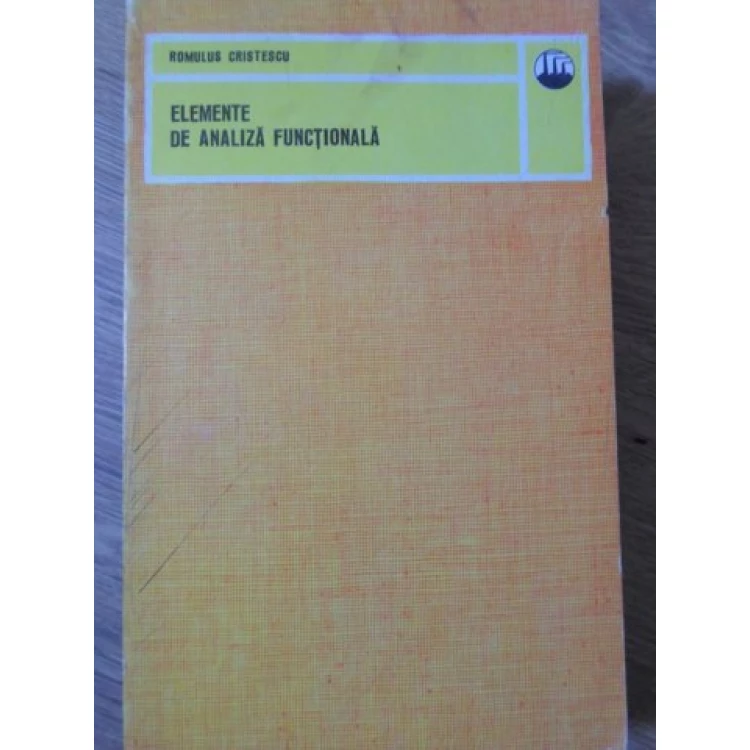 ROMULUS CRISTESCU
ELEMENTE
DE ANALIZĂ FUNCȚIONALĂ